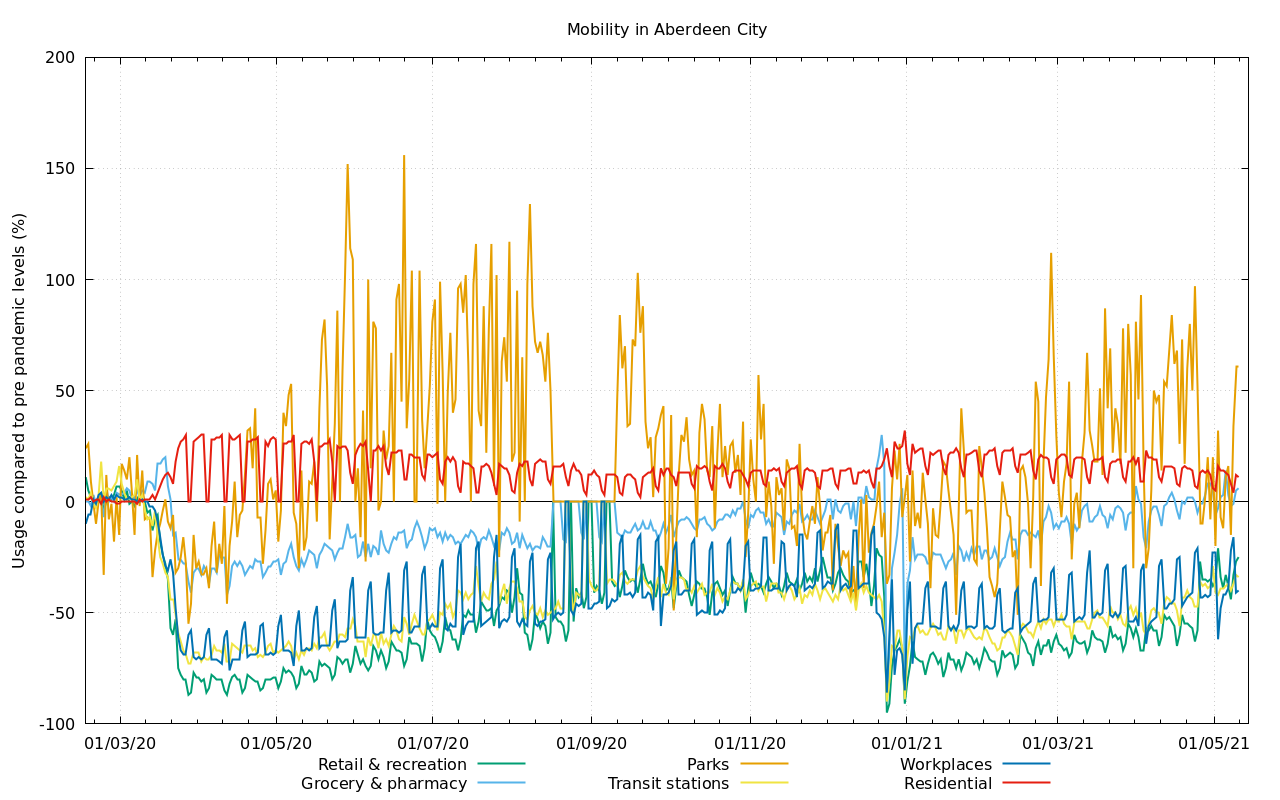 Mobility in Aberdeen City
Usage compared to pre pandemic levels (%)
200
150
100
50
0
-50
-100
01/03/20 01/05/20 01/07/20 01/09/20 01/11/20 01/01/21 01/03/21 01/05/21
Retail & recreation Parks Workplaces
Grocery & pharmacy Transit stations Residential